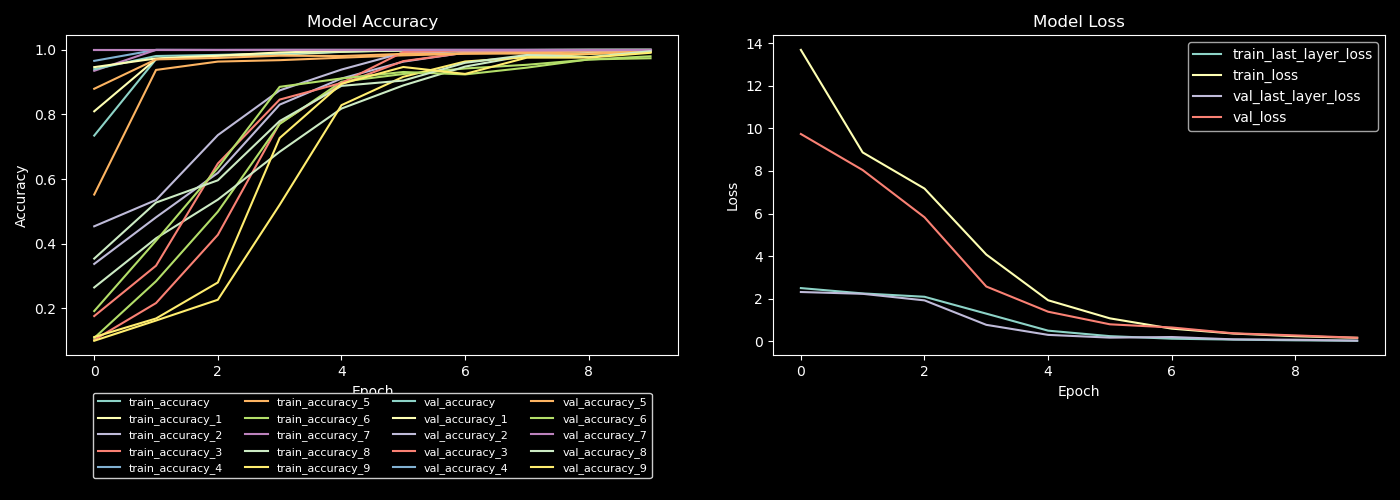 Model Accuracy
1.0
0.8
0.6
0.4
0.2
Accuracy
0 2 4 6 8
Epoch
train_accuracy train_accuracy_5 val_accuracy val_accuracy_5
train_accuracy_1 train_accuracy_6 val_accuracy_1 val_accuracy_6
train_accuracy_2 train_accuracy_7 val_accuracy_2 val_accuracy_7
train_accuracy_3 train_accuracy_8 val_accuracy_3 val_accuracy_8
train_accuracy_4 train_accuracy_9 val_accuracy_4 val_accuracy_9
Model Loss
14
12
10
8
6
4
2
0
Loss
train_last_layer_loss
train_loss
val_last_layer_loss
val_loss
0 2 4 6 8
Epoch